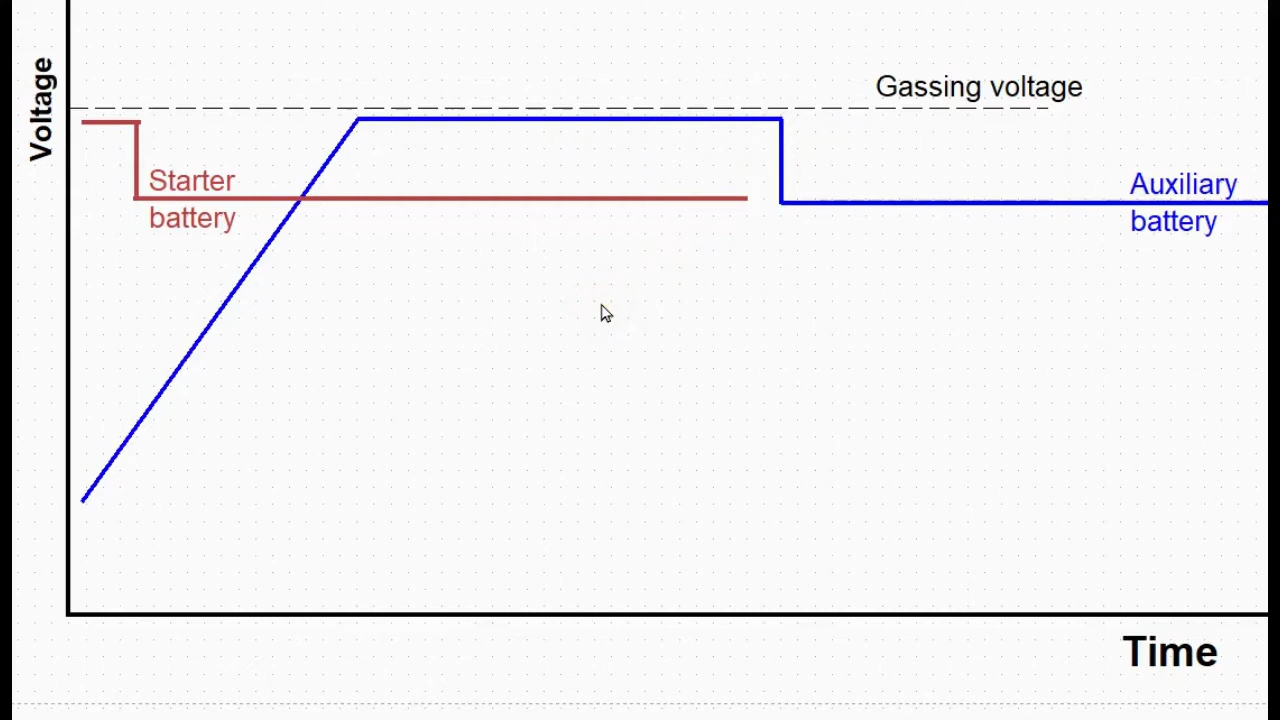 Voltage
Gassing voltage
Starter
battery
Auxiliary
battery
Time